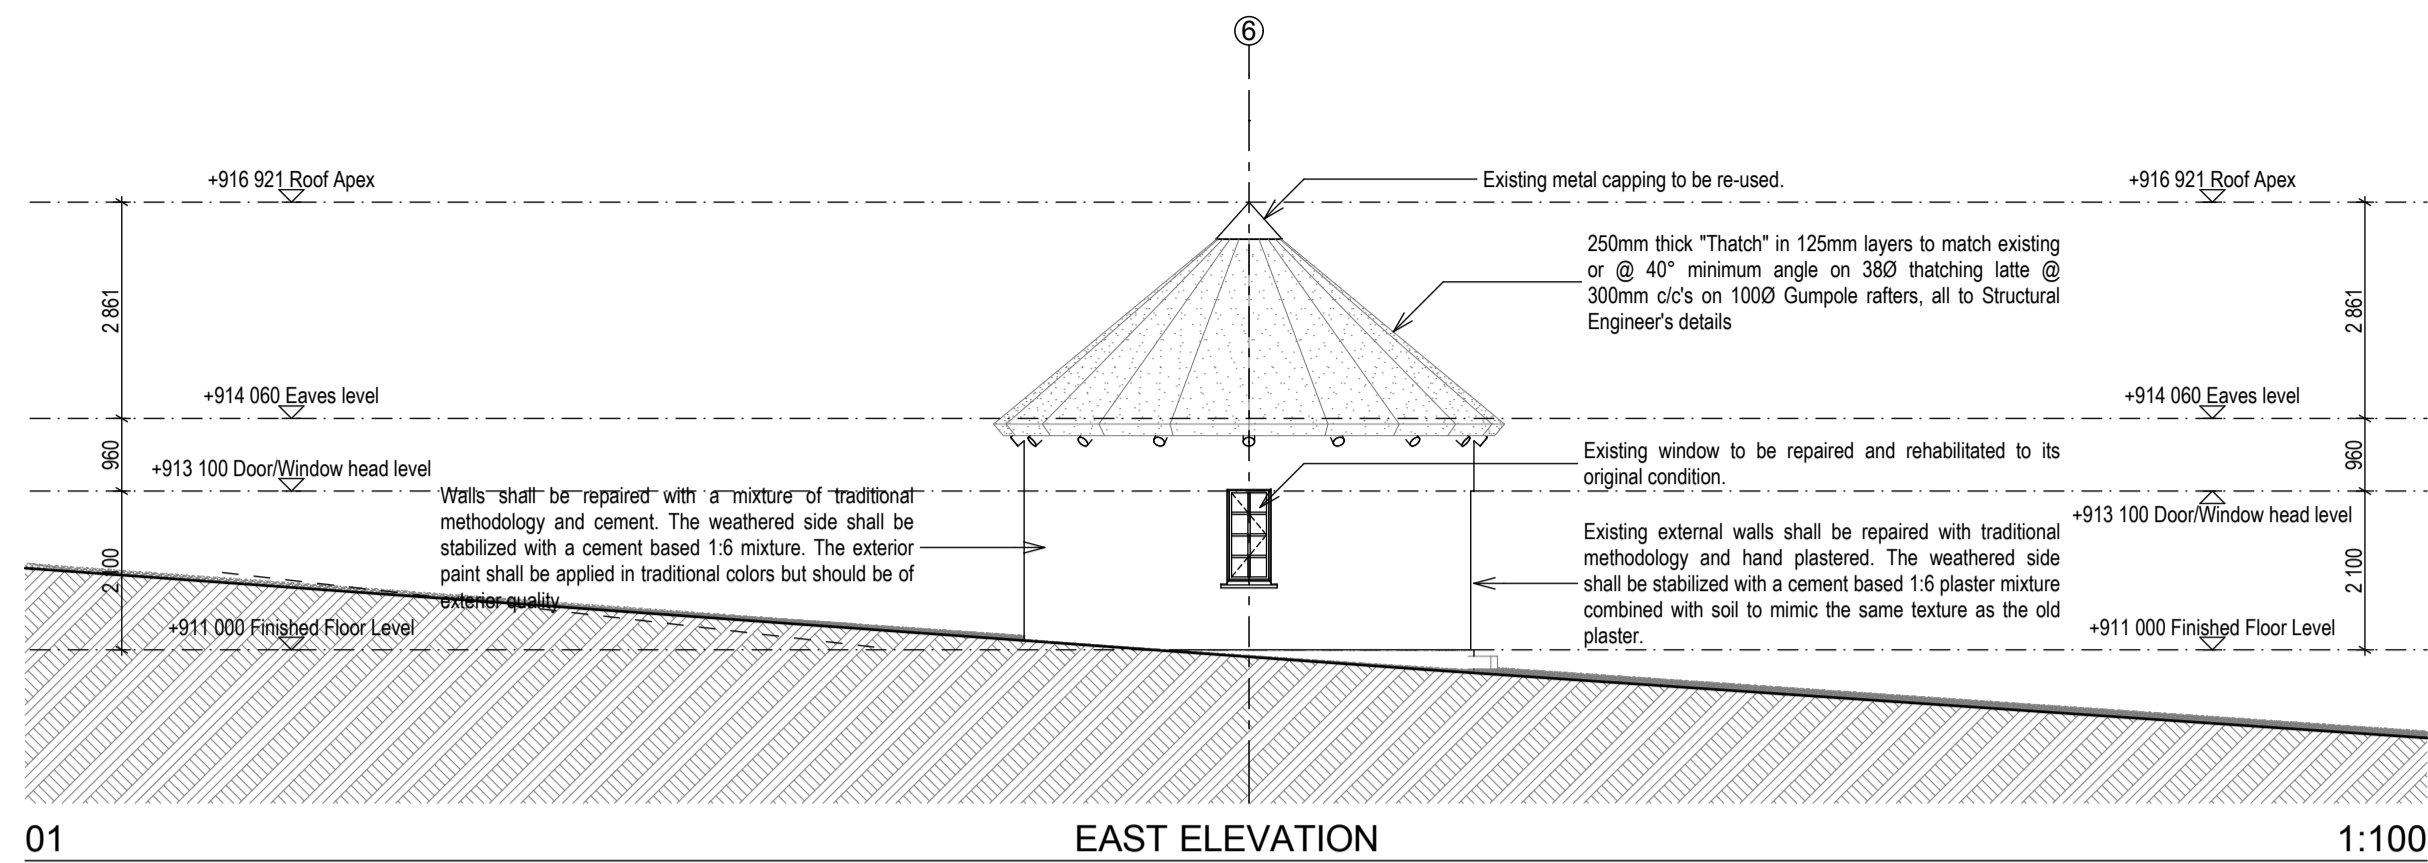 6
+916 921 Roof Apex
Existing metal capping to be re-used.
+916 921 Roof Apex
250mm thick "Thatch" in 125mm layers to match existing
or @ 40° minimum angle on 38Ø thatching latte @
300mm c/c's on 100Ø Gumpole rafters, all to Structural
Engineer's details
2 861
2 861
+914 060 Eaves level
+914 060 Eaves level
960
960
Existing window to be repaired and rehabilitated to its
original condition.
+913 100 Door/Window head level
+913 100 Door/Window head level
Walls shall be repaired with a mixture of traditional
methodology and cement. The weathered side shall be
stabilized with a cement based 1:6 mixture. The exterior
paint shall be applied in traditional colors but should be of
exterior quality
Existing external walls shall be repaired with traditional
methodology and hand plastered. The weathered side
shall be stabilized with a cement based 1:6 plaster mixture
combined with soil to mimic the same texture as the old
plaster.
2 100
2 100
+911 000 Finished Floor Level
+911 000 Finished Floor Level
01
EAST ELEVATION
1:100